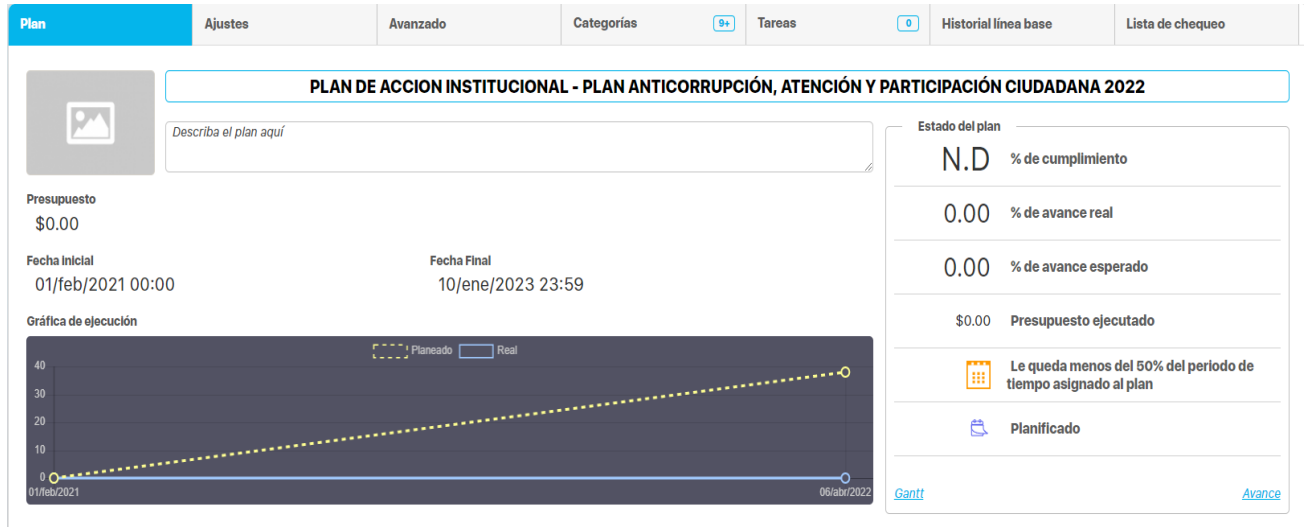 Plan
Ajustes
Avanzado
Categorías
9+
Tareas
0
Historial línea base
Lista de chequeo
PLAN DE ACCION INSTITUCIONAL - PLAN ANTICORRUPCIÓN, ATENCIÓN Y PARTICIPACIÓN CIUDADANA 2022
Describa el plan aquí
Presupuesto
$0.00
Fecha Inicial
01/feb/2021 00:00
Fecha Final
10/ene/2023 23:59
Gráfica de ejecución
Planeado
Real
40
30
20
10
0
01/feb/2021
06/abr/2022
Estado del plan
N.D % de cumplimiento
0.00 % de avance real
0.00 % de avance esperado
$0.00 Presupuesto ejecutado
Le queda menos del 50% del periodo de
tiempo asignado al plan
Planificado
Gantt
Avance